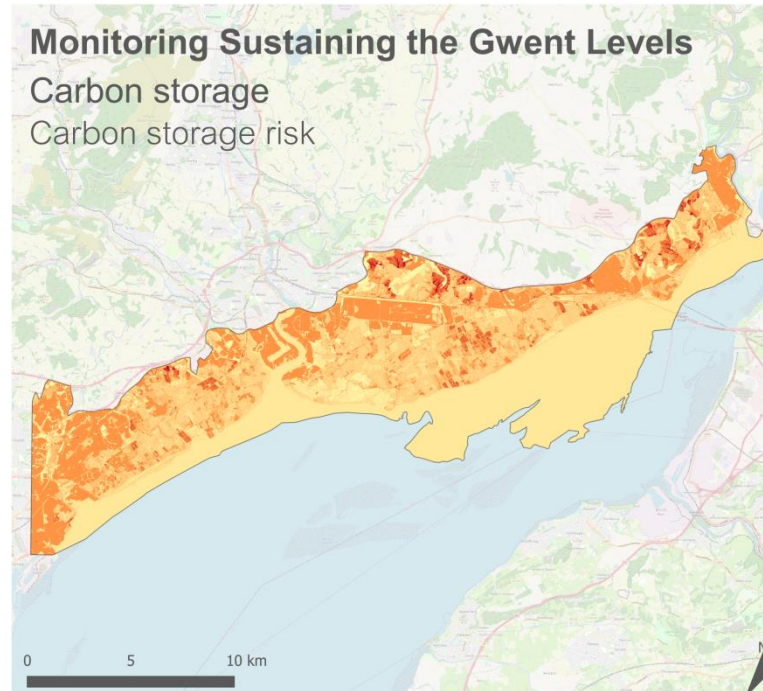 Monitoring Sustaining the Gwent Levels
Carbon storage
Carbon storage risk
0 5 10 km
N